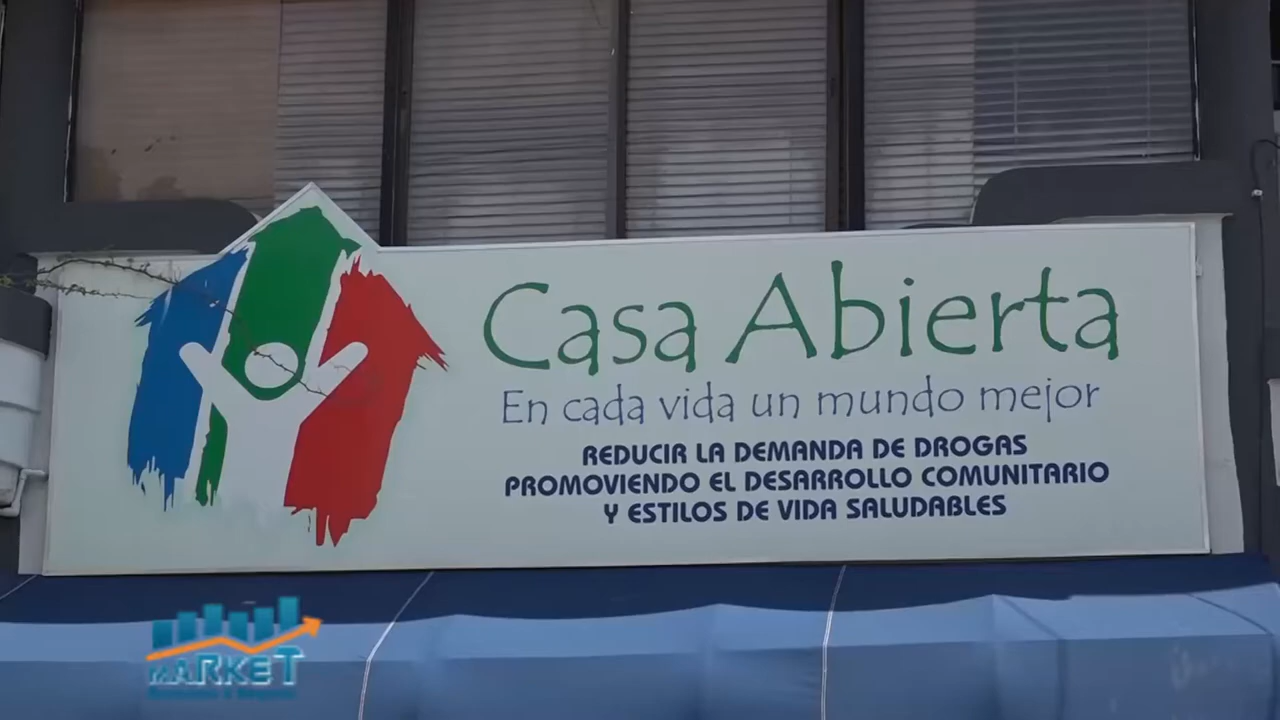 Casa Abierta
En cada vida un mundo mejor
REDUCIR LA DEMANDA DE DROGAS
PROMOVIENDO EL DESARROLLO COMUNITARIO
Y ESTILOS DE VIDA SALUDABLES
MARKET